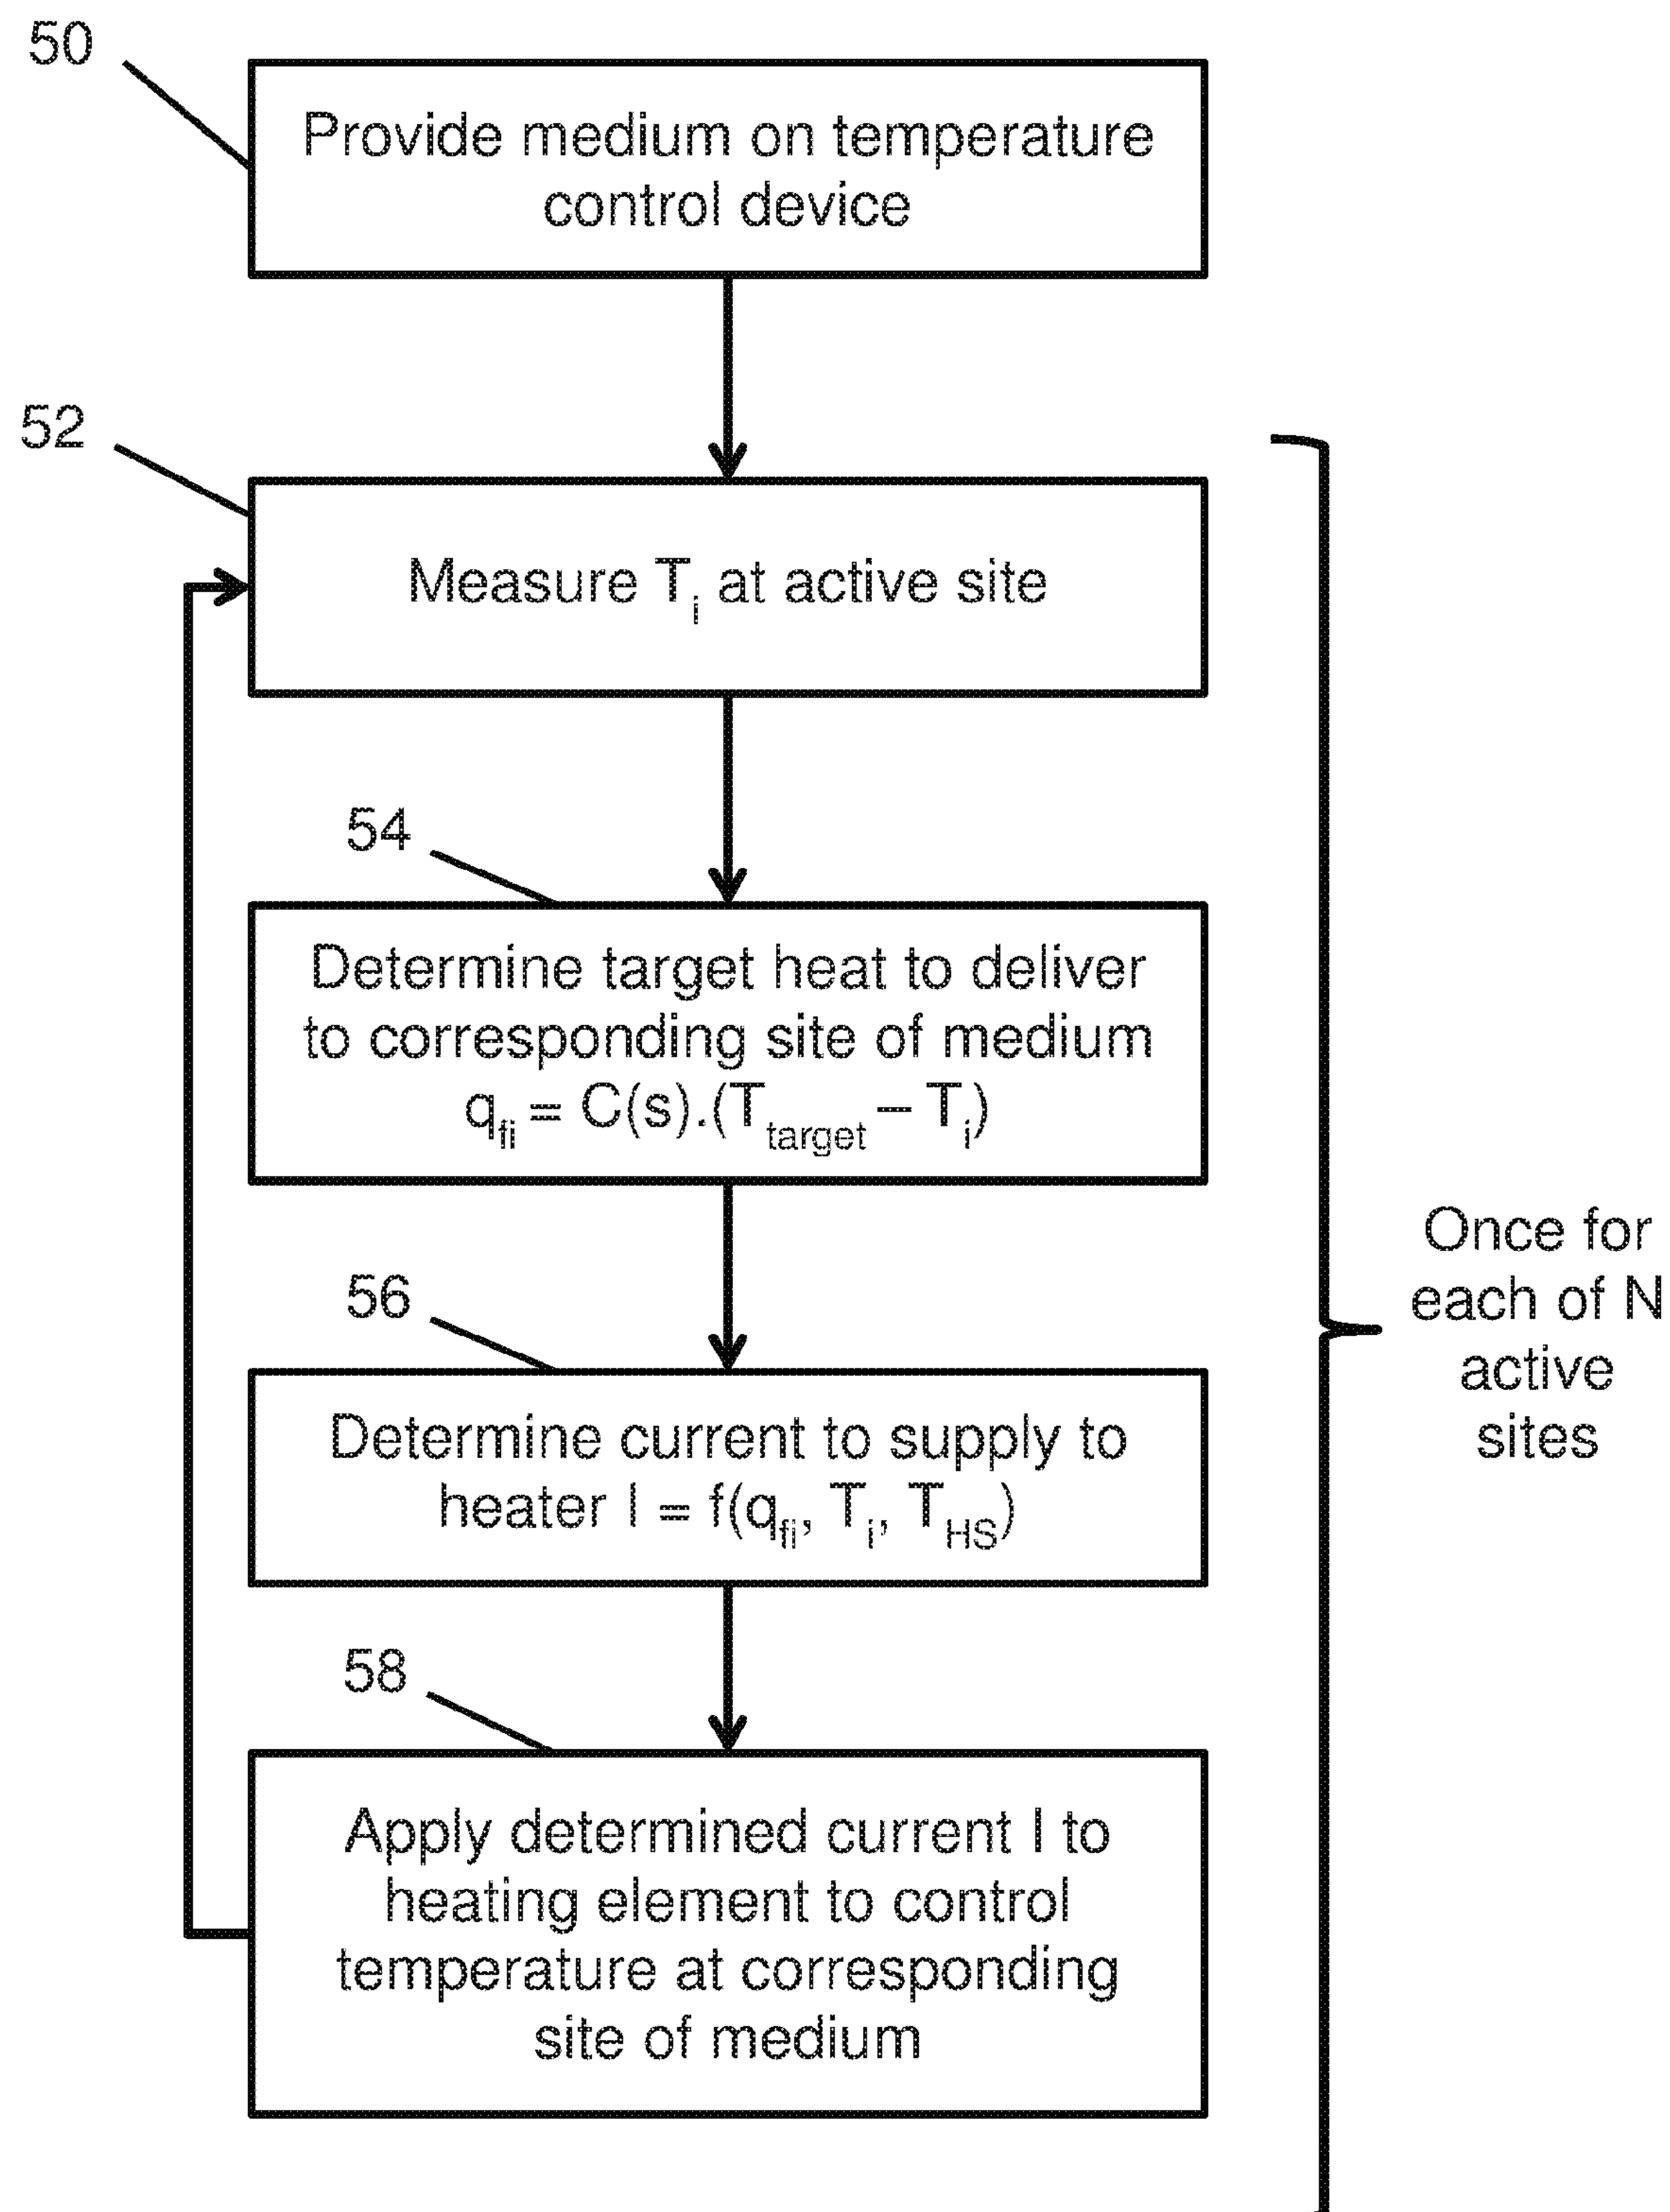 50
Provide medium on temperature
control device
52
Measure Tᵢ at active site
54
Determine target heat to deliver
to corresponding site of medium
q_fi = C(s).(T_target – T_i)
56
Determine current to supply to
heater I = f(q_fi, T_i, T_HS)
58
Apply determined current I to
heating element to control
temperature at corresponding
site of medium
Once for
each of N
active
sites